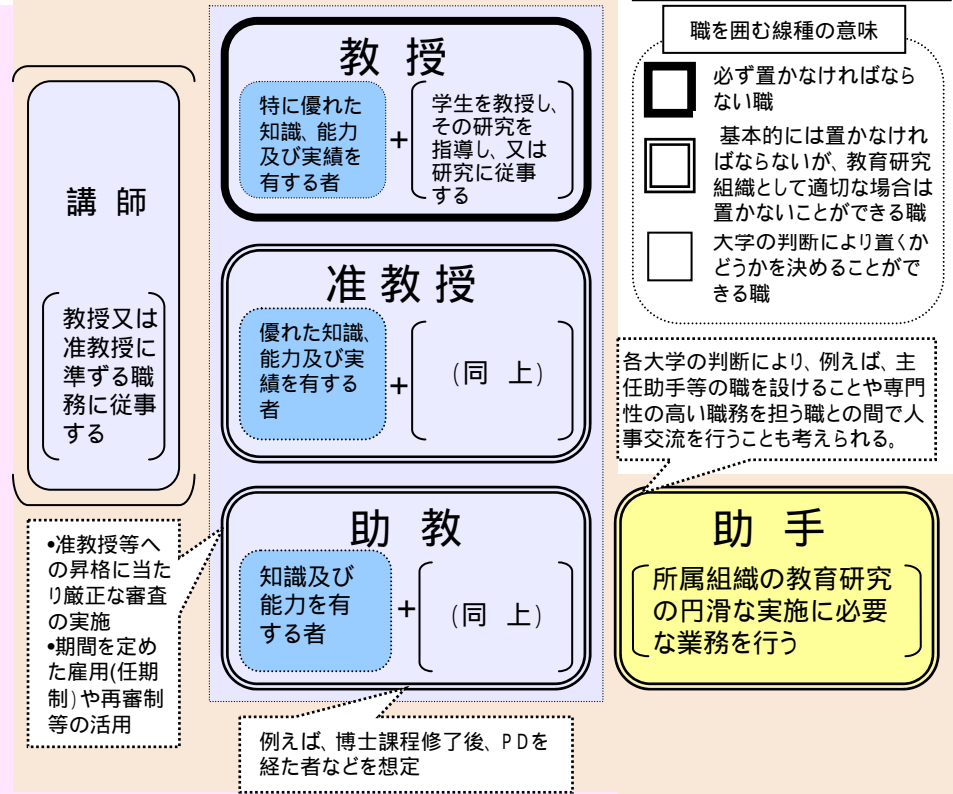 職を囲む線種の意味
必ず置かなければなら
ない職
基本的には置かなけれ
ばならないが、教育研究
組織として適切な場合は
置かないことができる職
大学の判断により置くか
どうかを決めることがで
きる職
教 授
特に優れた
知識、能力
及び実績を
有する者
+
学生を教授し、
その研究を
指導し、又は
研究に従事
する
講 師
教授又は
准教授に
準ずる職
務に従事
する
准教授
優れた知識、
能力及び実
績を有する
者
+
(同 上)
各大学の判断により、例えば、主
任助手等の職を設けることや専門
性の高い職務を担う職との間で人
事交流を行うことも考えられる。
助 教
知識及び
能力を有
する者
+
(同 上)
助 手
所属組織の教育研究
の円滑な実施に必要
な業務を行う
•准教授等へ
の昇格に当た
り厳正な審査
の実施
•期間を定め
た雇用(任期
制)や再審制
等の活用
例えば、博士課程修了後、PDを
経た者などを想定